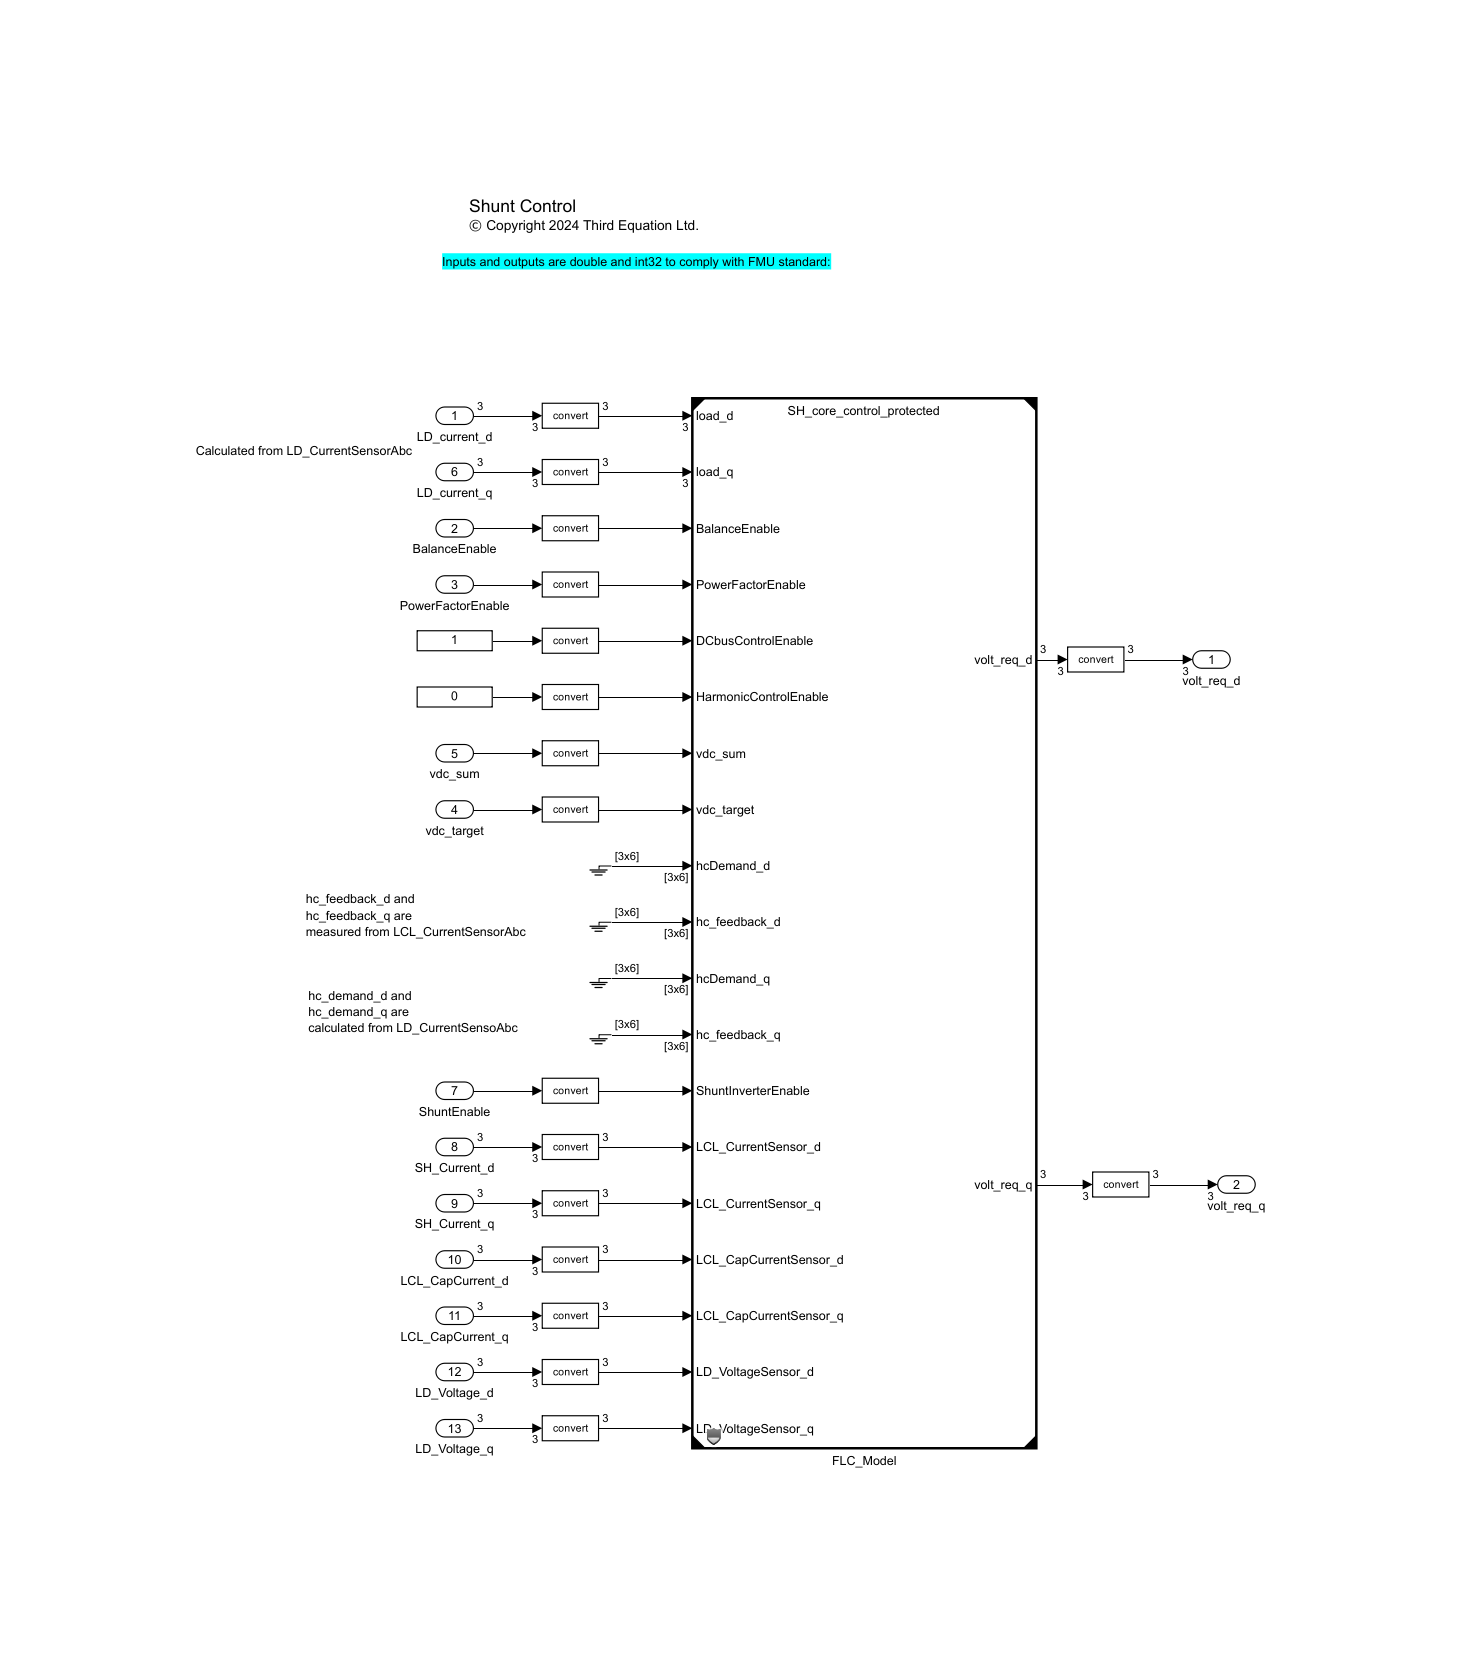 Shunt Control
© Copyright 2024 Third Equation Ltd.
Inputs and outputs are double and int32 to comply with FMU standard:
SH_core_control_protected
1
3
3
convert
3
3
load_d
LD_current_d
Calculated from LD_CurrentSensorAbc
6
3
3
convert
3
3
load_q
LD_current_q
2
convert
BalanceEnable
BalanceEnable
3
convert
PowerFactorEnable
PowerFactorEnable
1
convert
DCbusControlEnable
0
convert
HarmonicControlEnable
5
convert
vdc_sum
vdc_sum
4
convert
vdc_target
vdc_target
[3x6]
[3x6]
hcDemand_d
hc_feedback_d and
hc_feedback_q are
measured from LCL_CurrentSensorAbc
[3x6]
[3x6]
hc_feedback_d
[3x6]
[3x6]
hcDemand_q
hc_demand_d and
hc_demand_q are
calculated from LD_CurrentSensoAbc
[3x6]
[3x6]
hc_feedback_q
7
convert
ShuntInverterEnable
ShuntEnable
8
3
3
convert
3
LCL_CurrentSensor_d
SH_Current_d
9
3
3
convert
3
LCL_CurrentSensor_q
SH_Current_q
10
3
3
convert
3
LCL_CapCurrentSensor_d
LCL_CapCurrent_d
11
3
3
convert
3
LCL_CapCurrentSensor_q
LCL_CapCurrent_q
12
3
3
convert
3
LD_VoltageSensor_d
LD_Voltage_d
13
3
3
convert
3
LD_VoltageSensor_q
LD_Voltage_q
volt_req_d
3
3
convert
3
3
1
volt_req_d
volt_req_q
3
3
convert
3
3
2
volt_req_q
FLC_Model